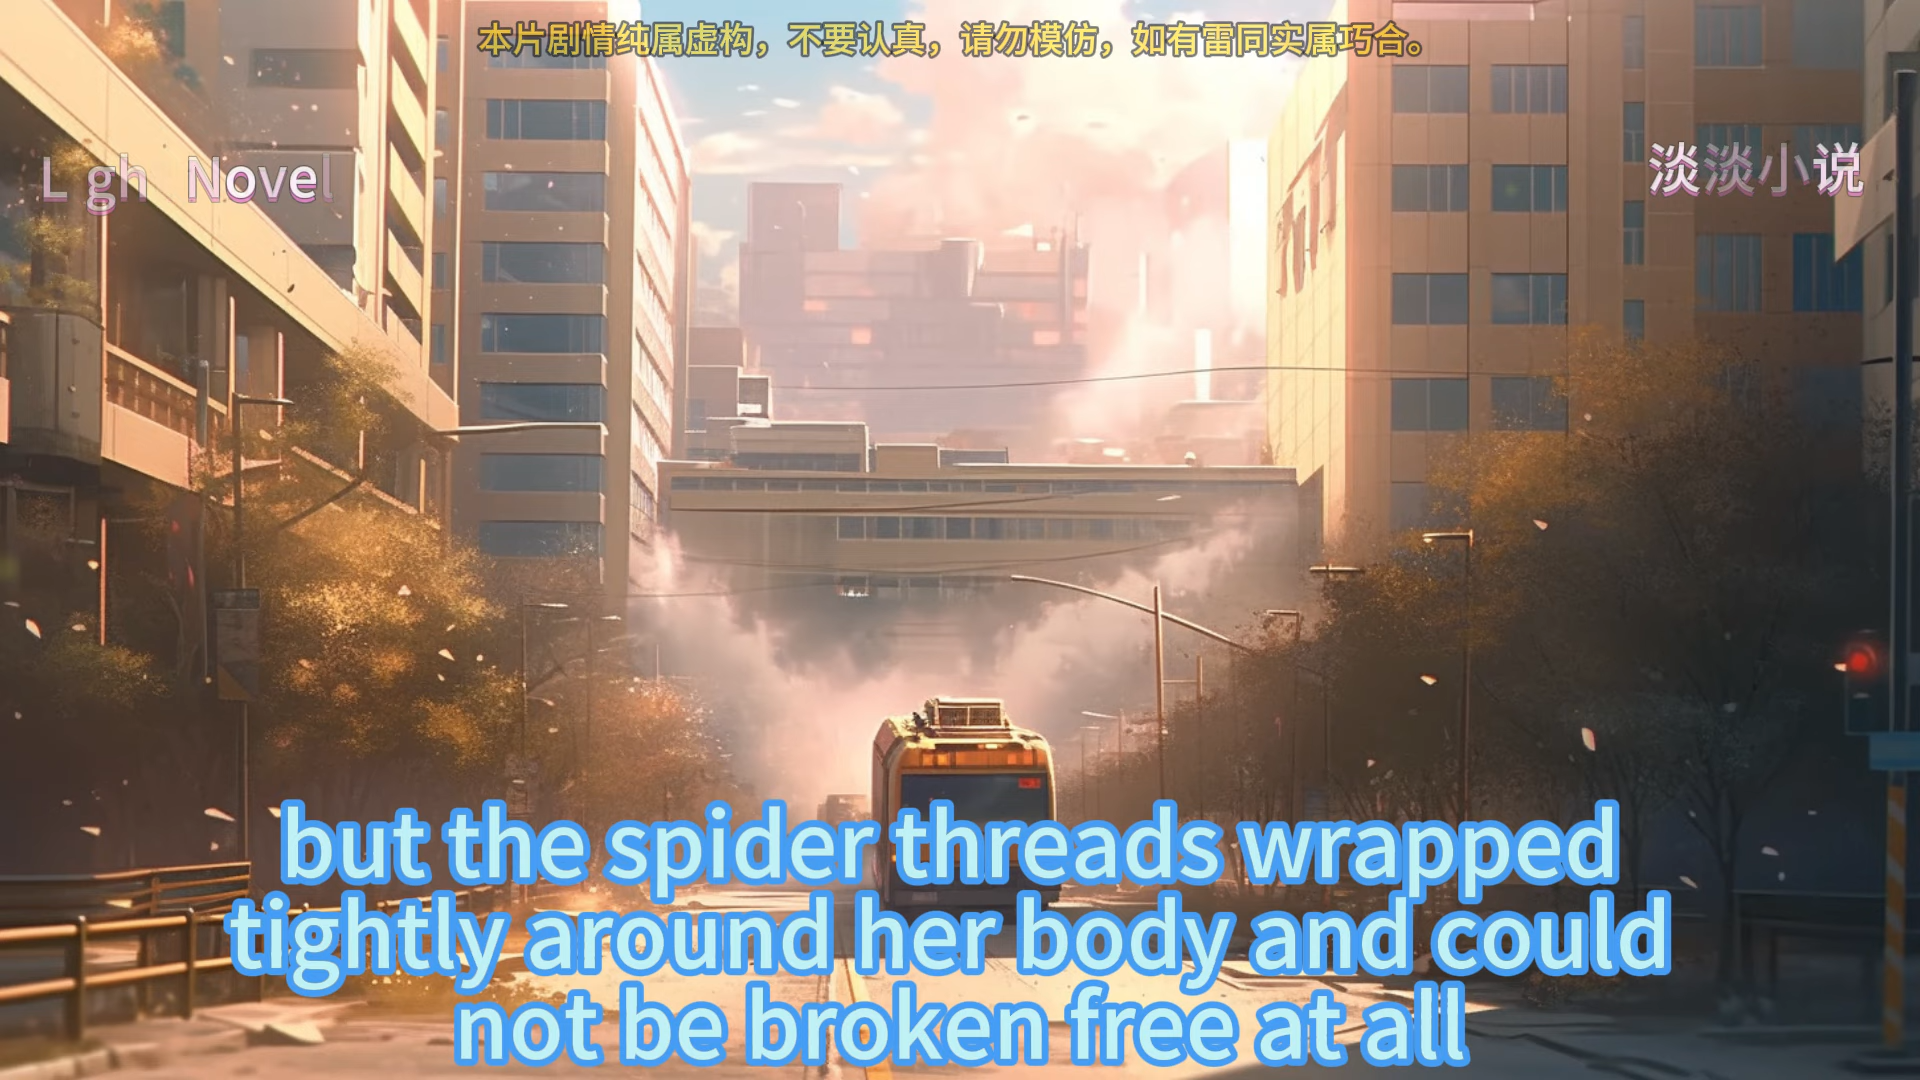 本片剧情纯属虚构，不要认真，请勿模仿，如有雷同实属巧合。
L gh Novel
淡淡小说
but the spider threads wrapped
tightly around her body and could
not be broken free at all